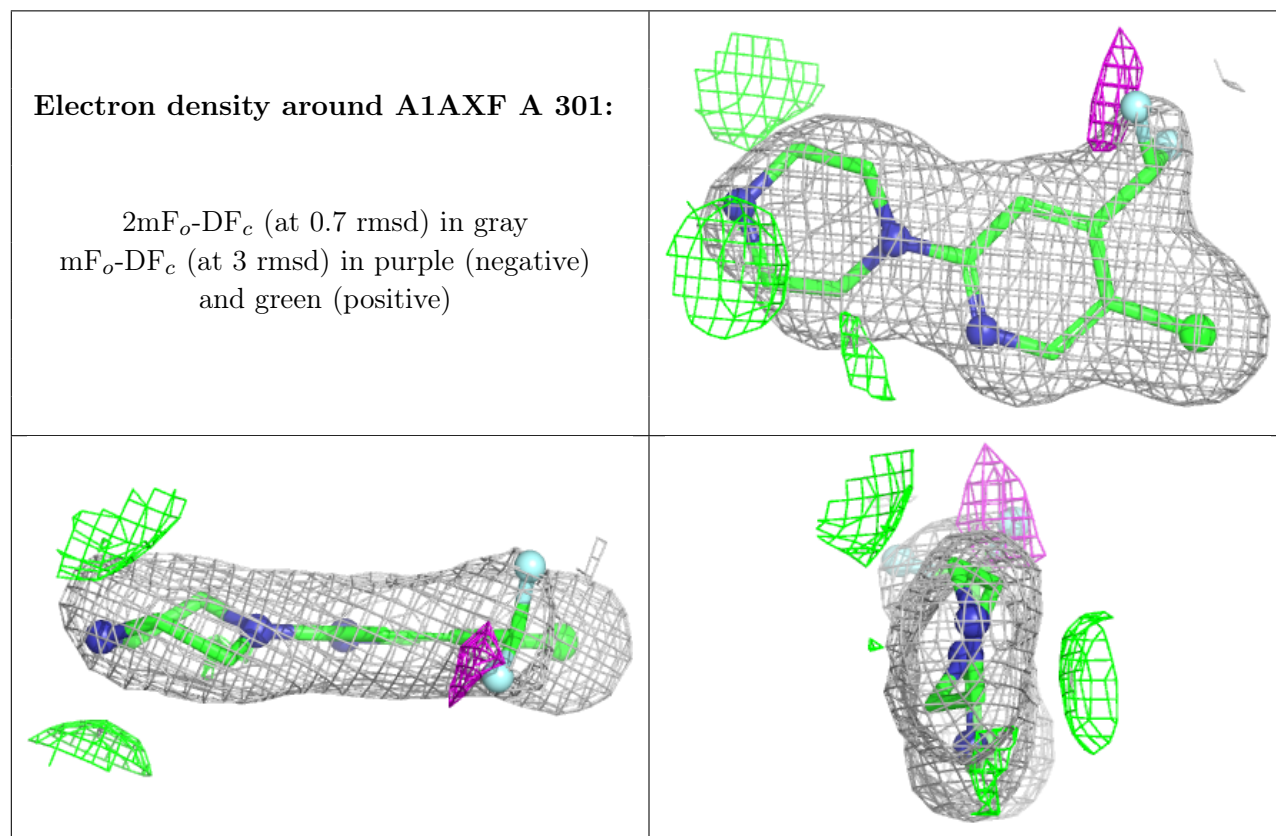 Electron density around A1AXF A 301:
2mFo-DFc (at 0.7 rmsd) in gray
mFo-DFc (at 3 rmsd) in purple (negative)
and green (positive)